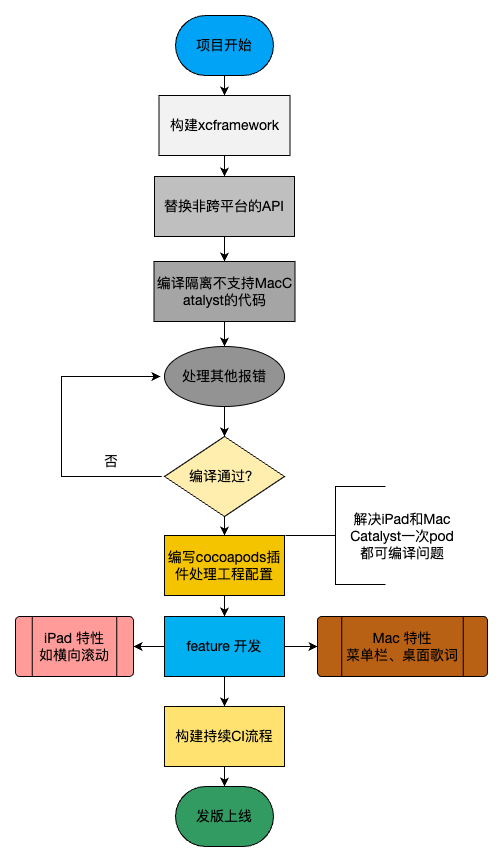 项目开始
构建xcframework
替换非跨平台的API
编译隔离不支持MacC
atalyst的代码
处理其他报错
否
编译通过?
编写cocoapods插
件处理工程配置
解决iPad和Mac
Catalyst一次pod
都可编译问题
iPad 特性
如横向滚动
feature 开发
Mac 特性
菜单栏、桌面歌词
构建持续CI流程
发版上线